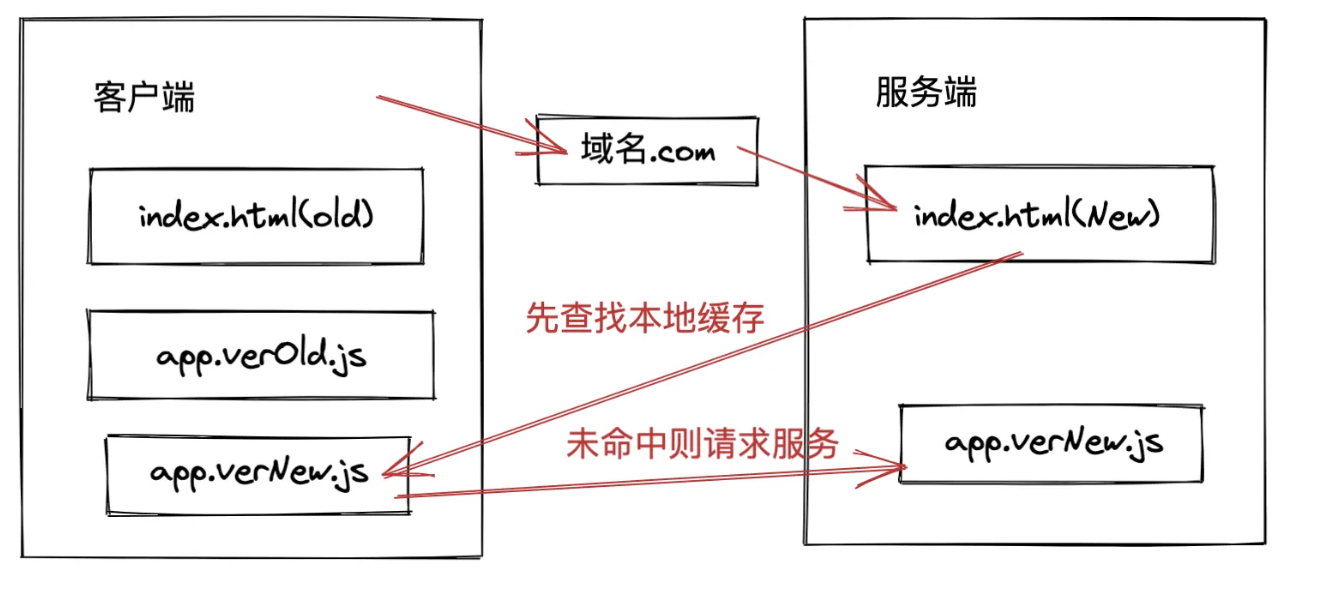 客户端
服务端
域名.com
index.html(old)
index.html(New)
先查找本地缓存
app.verOld.js
未命中则请求服务
app.verNew.js
app.verNew.js